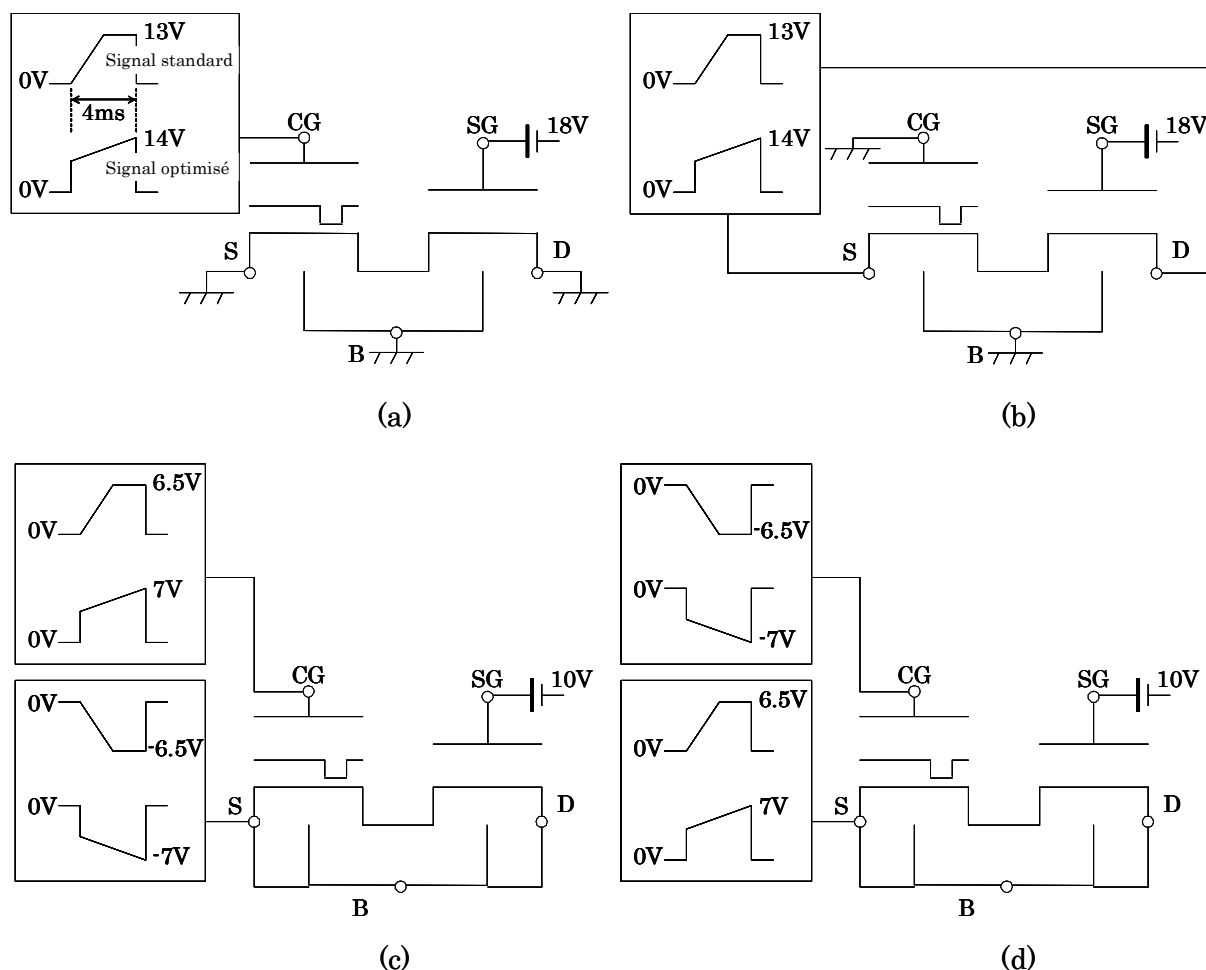 13V
Signal standard
0V
4ms
14V
Signal optimisé
0V
CG
SG
18V
S
D
B
(a)
13V
0V
14V
0V
CG
SG
18V
S
D
B
(b)
6.5V
0V
7V
0V
0V
-6.5V
0V
-7V
CG
SG
10V
S
D
B
(c)
0V
-6.5V
0V
-7V
6.5V
0V
7V
0V
CG
SG
10V
S
D
B
(d)